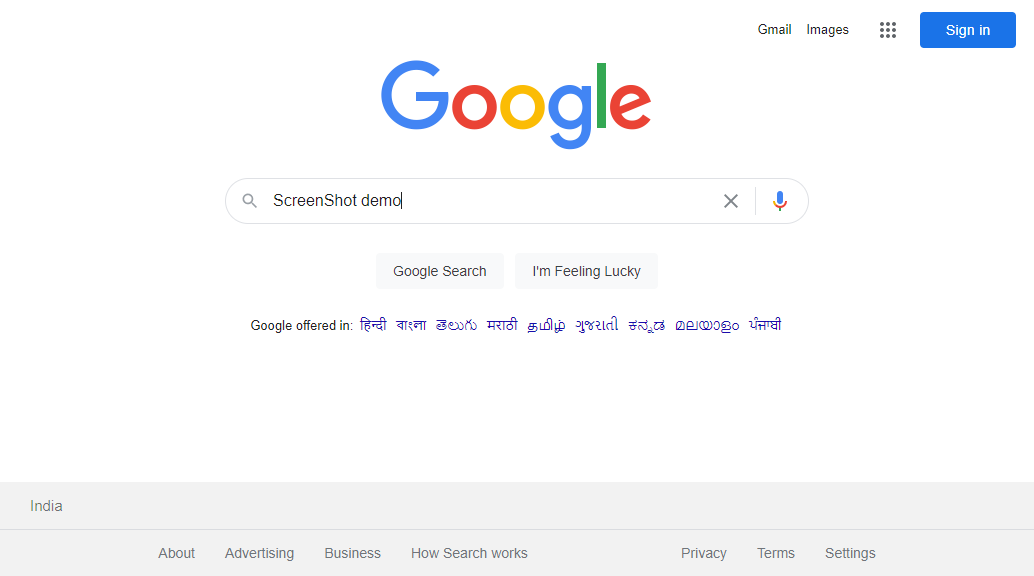 Gmail Images Sign in
Google
ScreenShot demo
Google Search I'm Feeling Lucky
Google offered in: हिन्दी বাংলা తెలుగు मराठी தமிழ் ગુજરાતી ಕನ್ನಡ മലയാളം ਪੰਜਾਬੀ
India
About Advertising Business How Search works Privacy Terms Settings